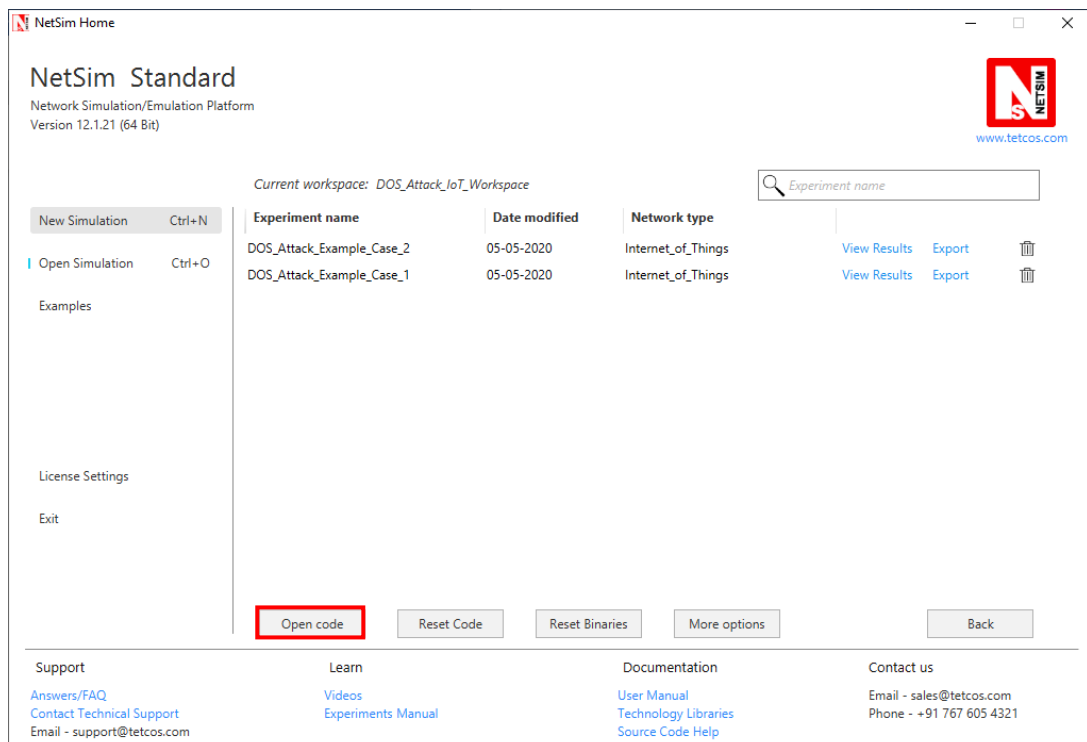 NetSim Home
NetSim Standard
Network Simulation/Emulation Platform
Version 12.1.21 (64 Bit)
NS NETSIM
www.tetcos.com
Current workspace: DOS_Attack_IoT_Workspace
Experiment name
New Simulation Ctrl+N
Open Simulation Ctrl+O
Examples
License Settings
Exit
Experiment name Date modified Network type
DOS_Attack_Example_Case_2 05-05-2020 Internet_of_Things View Results Export
DOS_Attack_Example_Case_1 05-05-2020 Internet_of_Things View Results Export
Open code Reset Code Reset Binaries More options Back
Support
Answers/FAQ
Contact Technical Support
Email - support@tetcos.com
Learn
Videos
Experiments Manual
Documentation
User Manual
Technology Libraries
Source Code Help
Contact us
Email - sales@tetcos.com
Phone - +91 767 605 4321